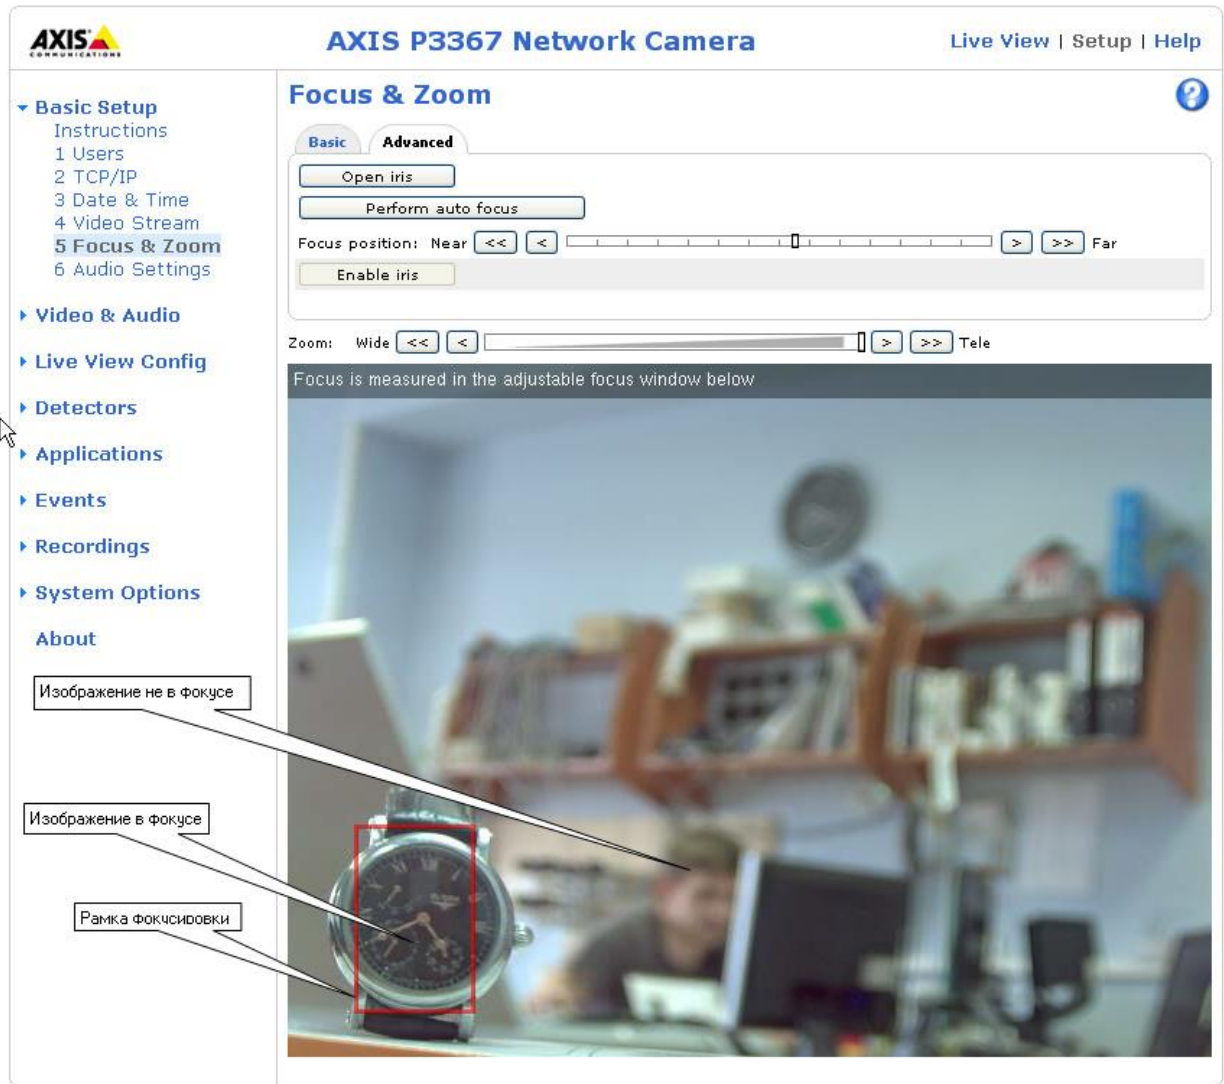 AXIS
COMMUNICATIONS
AXIS P3367 Network Camera
Live View | Setup | Help
Basic Setup
Instructions
1 Users
2 TCP/IP
3 Date & Time
4 Video Stream
5 Focus & Zoom
6 Audio Settings
Video & Audio
Live View Config
Detectors
Applications
Events
Recordings
System Options
About
Focus & Zoom
?
Basic
Advanced
Open iris
Perform auto focus
Focus position: Near << < > >> Far
Enable iris
Zoom: Wide << < > >> Tele
Focus is measured in the adjustable focus window below
Изображение не в фокусе
Изображение в фокусе
Рамка фокусировки